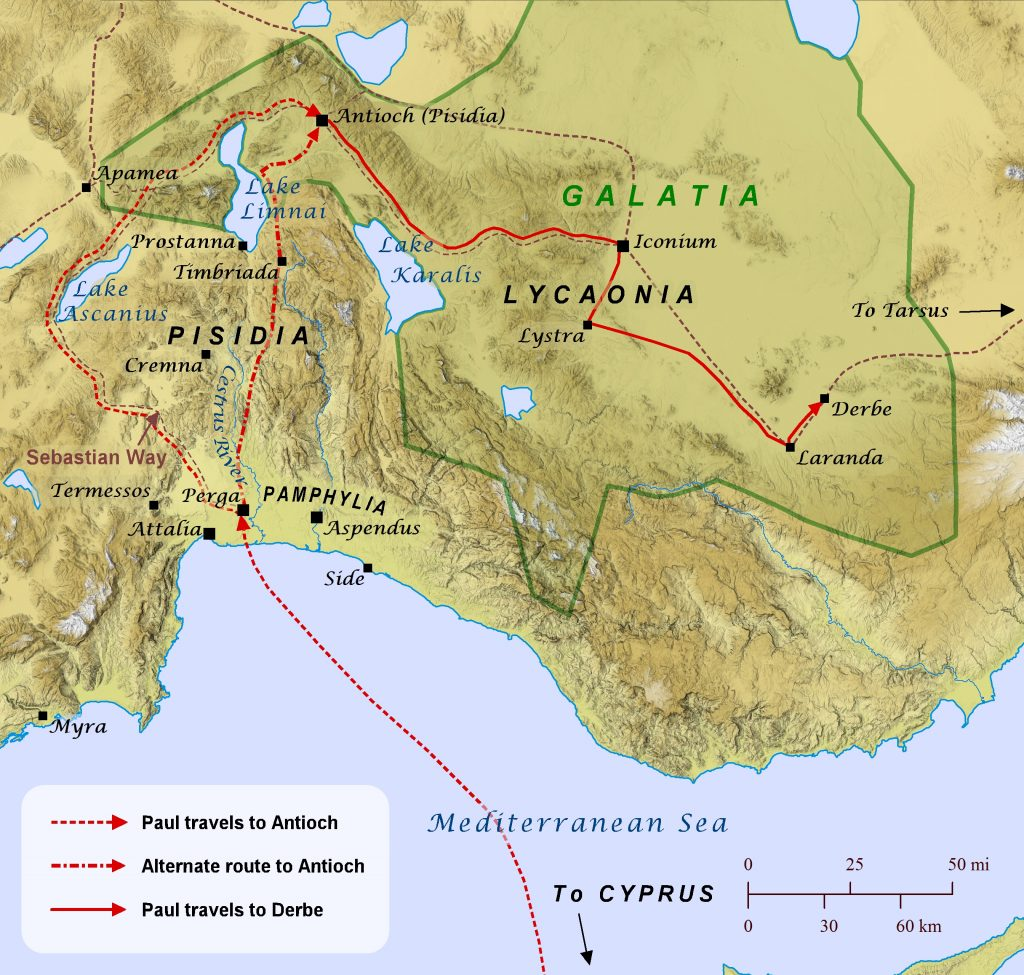 Antioch (Pisidia)
Apamea
Lake
Limnai
GALATIA
Prostanna
Iconium
Lake
Karalis
Timbriada
Lake
Ascanius
LYCAONIA
To Tarsus
PISIDIA
Lystra
Cremna
Cestrus River
Derbe
Sebastian Way
Laranda
Termessos
Perga
PAMPHYLIA
Attalia
Aspendus
Side
Myra
Paul travels to Antioch
Alternate route to Antioch
Paul travels to Derbe
Mediterranean Sea
To CYPRUS
0 25 50 mi
0 30 60 km